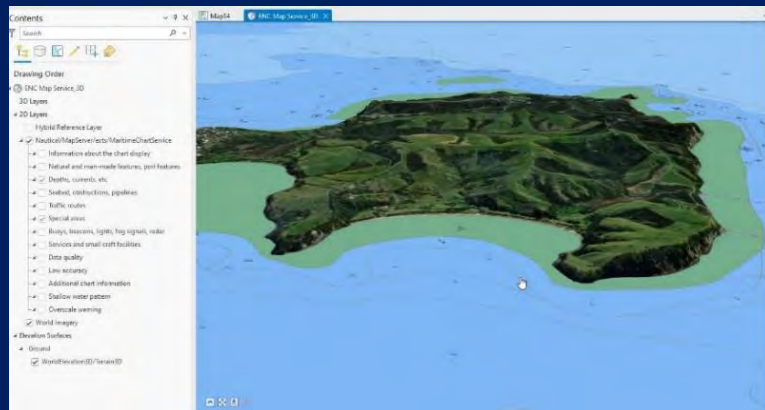 Contents
Map14
ENC Map Service_3D
Search
Drawing Order
ENC Map Service_3D
3D Layers
2D Layers
Hybrid Reference Layer
Nautical/MapServer/exts/MaritimeChartService
Information about the chart display
Natural and man-made features, port features
Depths, currents, etc
Seabed, obstructions, pipelines
Traffic routes
Special areas
Buoys, beacons, lights, fog signals, radar
Services and small craft facilities
Data quality
Low accuracy
Additional chart information
Shallow water pattern
Overscale warning
World Imagery
Elevation Surfaces
Ground
WorldElevation3D/Terrain3D